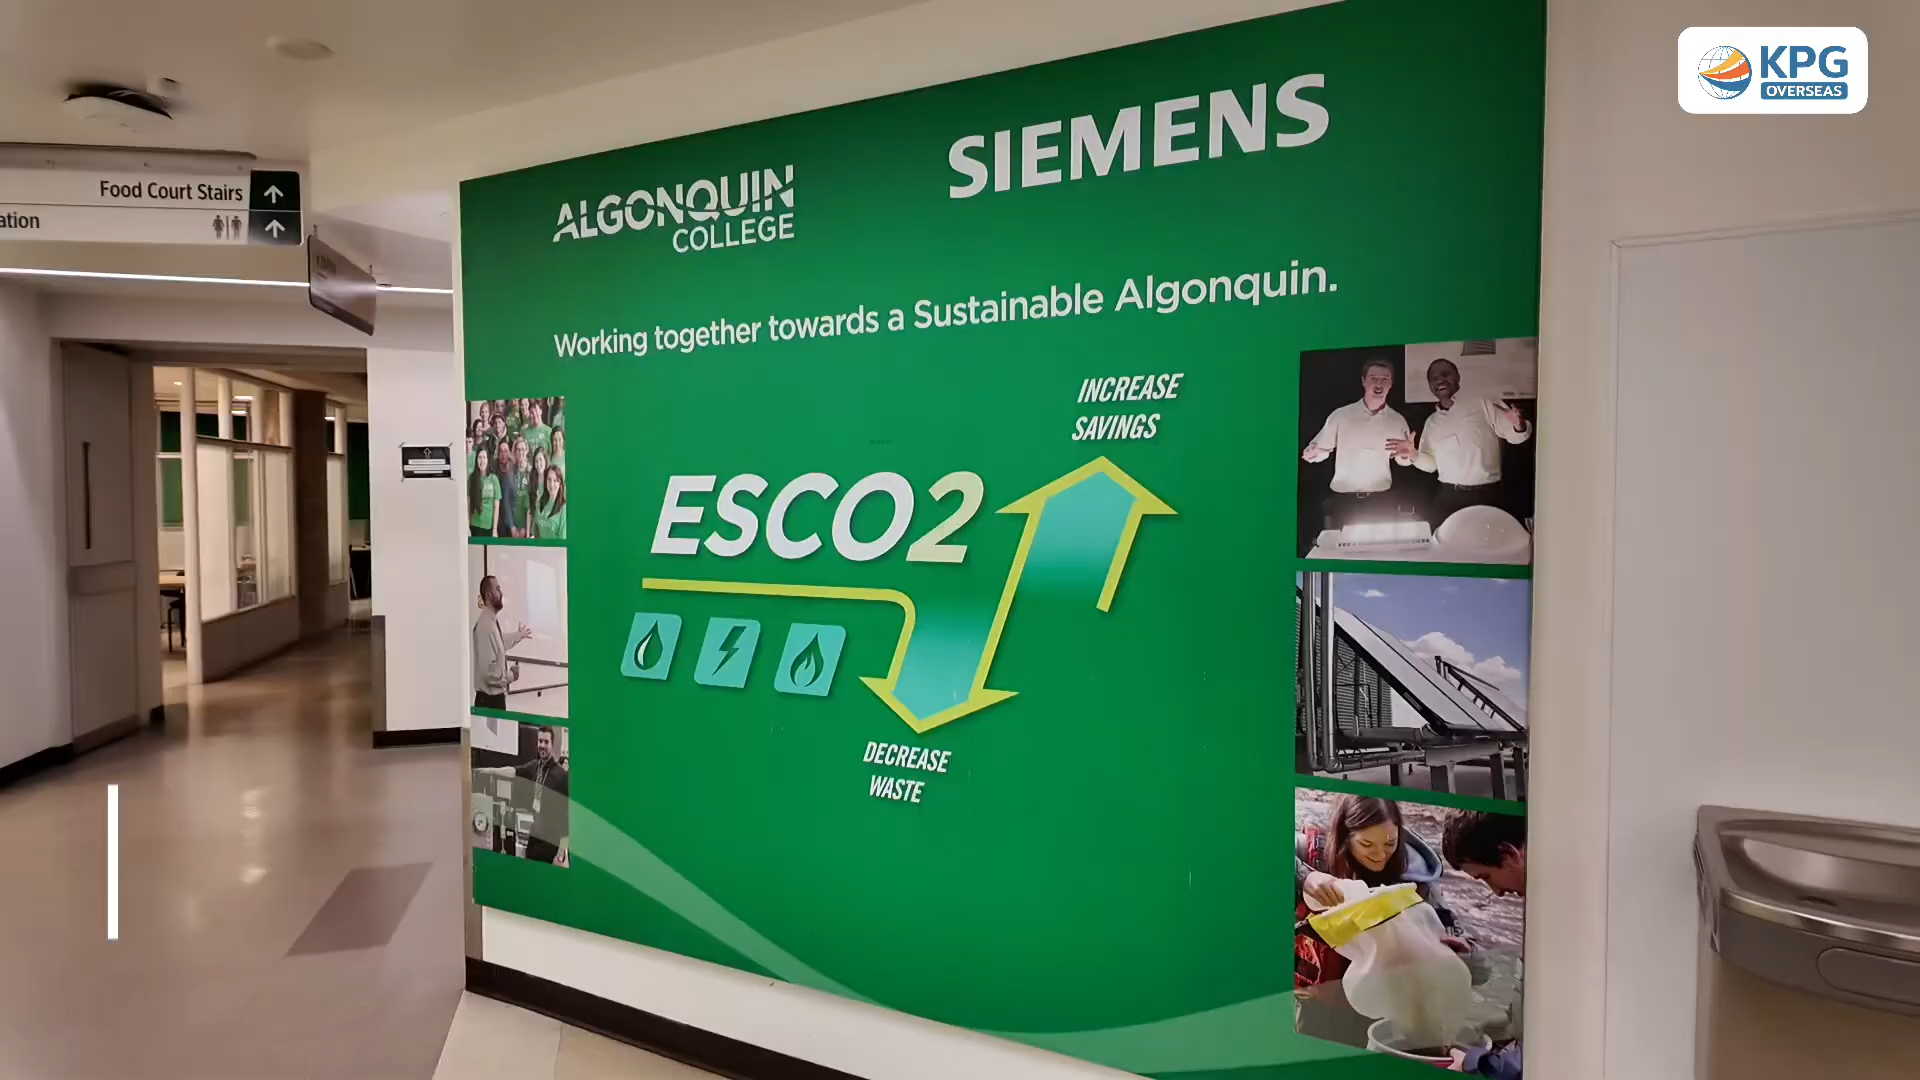 KPG
OVERSEAS
Food Court Stairs
ation
ALGONQUIN
COLLEGE
SIEMENS
Working together towards a Sustainable Algonquin.
INCREASE
SAVINGS
ESCO2
DECREASE
WASTE